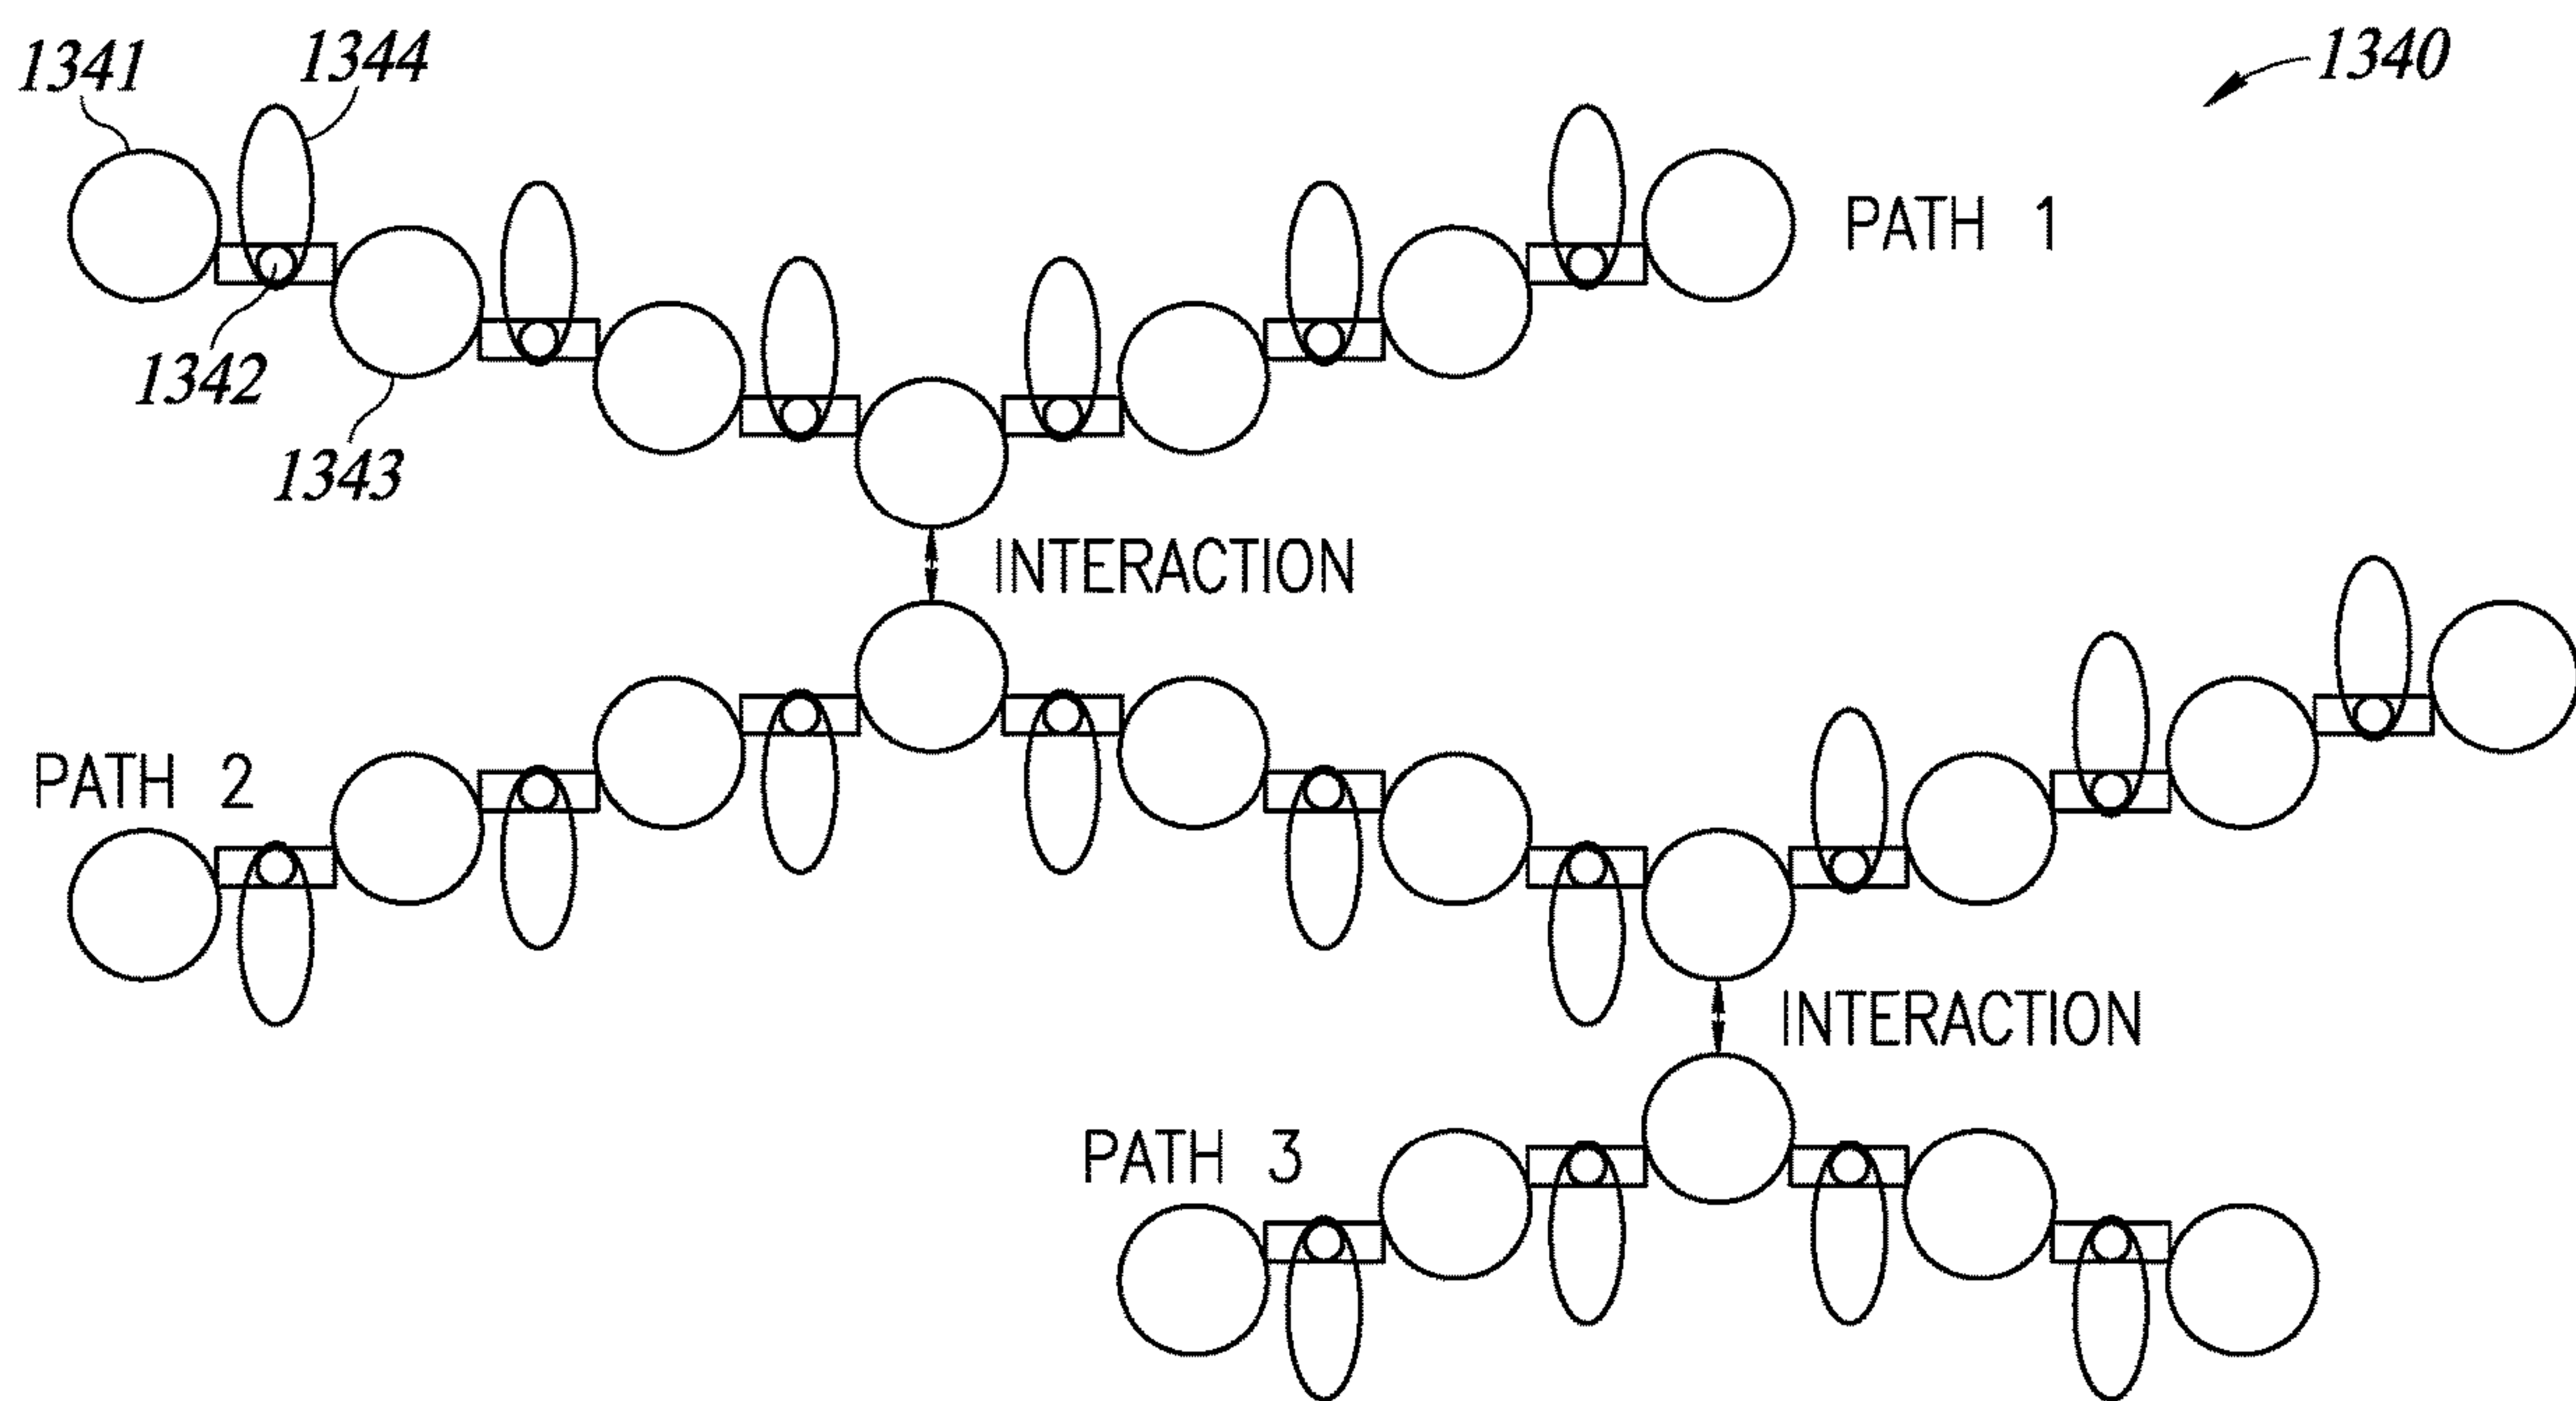 1341
1344
1340
PATH 1
1342
1343
INTERACTION
PATH 2
INTERACTION
PATH 3